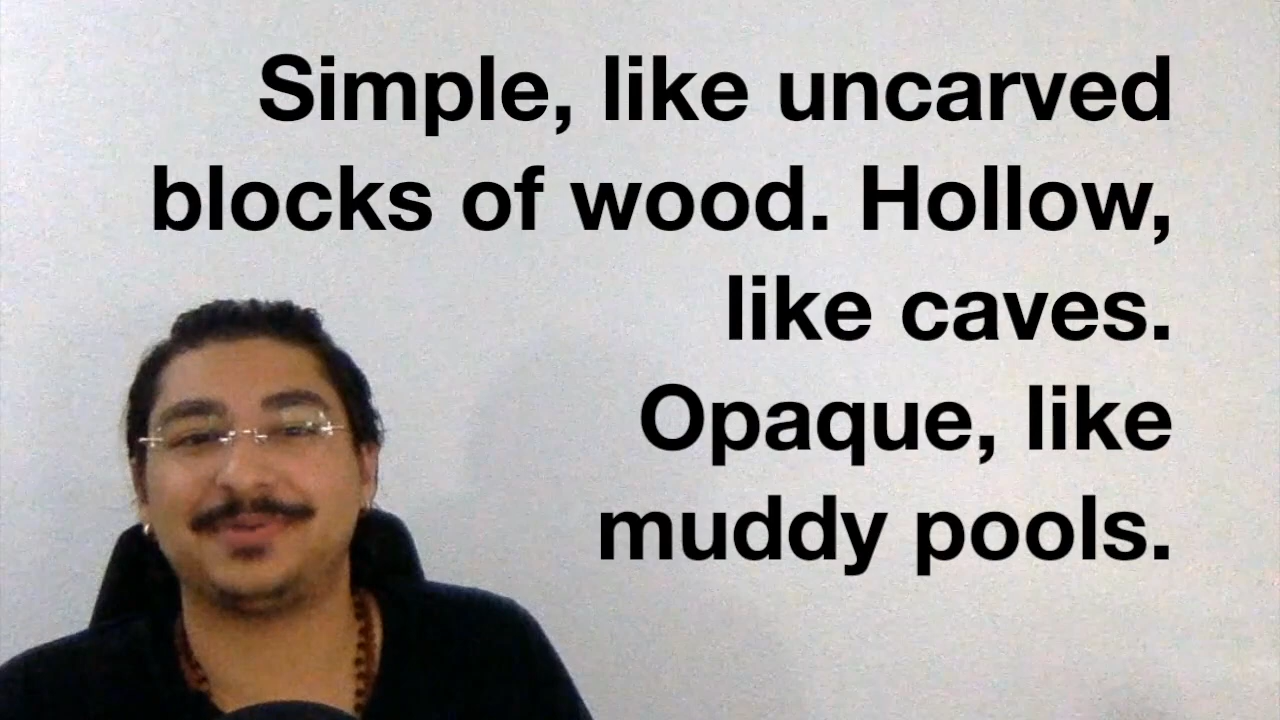 Simple, like uncarved
blocks of wood. Hollow,
like caves.
Opaque, like
muddy pools.